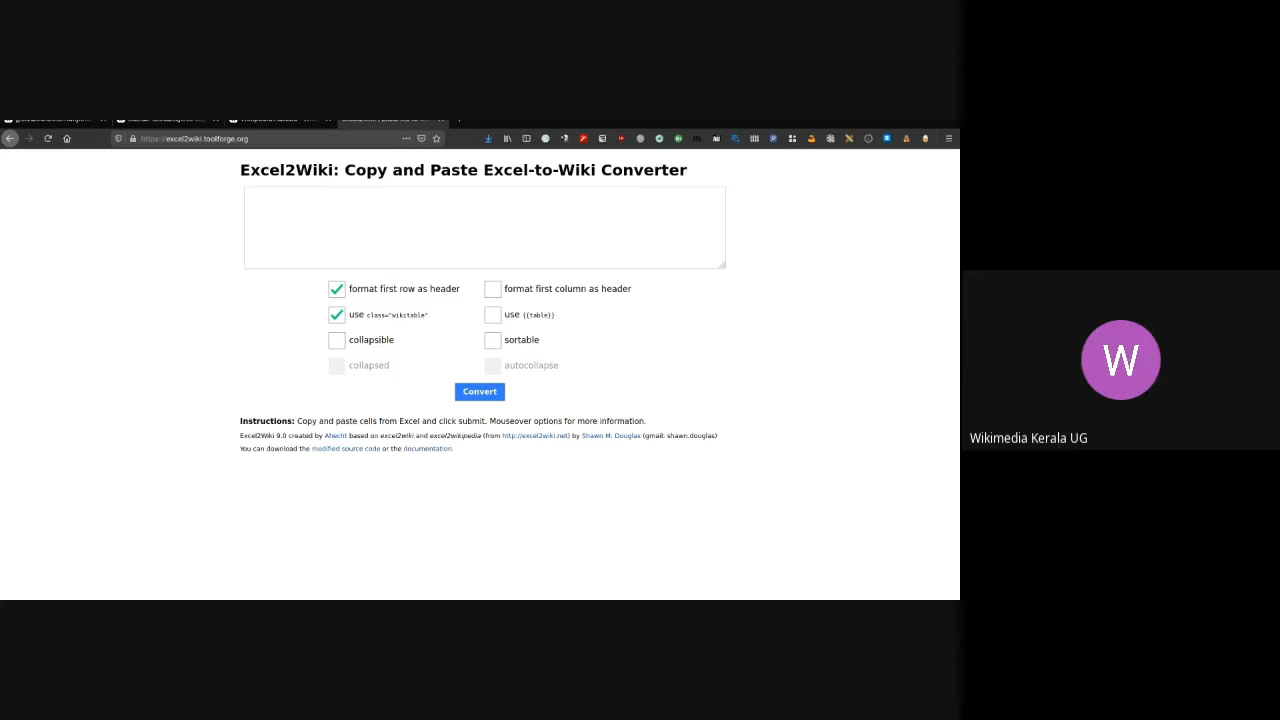 https://excel2wiki.toolforge.org
Excel2Wiki: Copy and Paste Excel-to-Wiki Converter
format first row as header
format first column as header
use class="wikitable"
use {{table}}
collapsible
sortable
collapsed
autocollapse
Convert
Instructions: Copy and paste cells from Excel and click submit. Mouseover options for more information.
Excel2Wiki 9.0 created by Ahecht based on excel2wiki and excel2wikipedia (from http://excel2wiki.net) by Shawn M. Douglas (gmail: shawn.douglas)
You can download the modified source code or the documentation.
W
Wikimedia Kerala UG